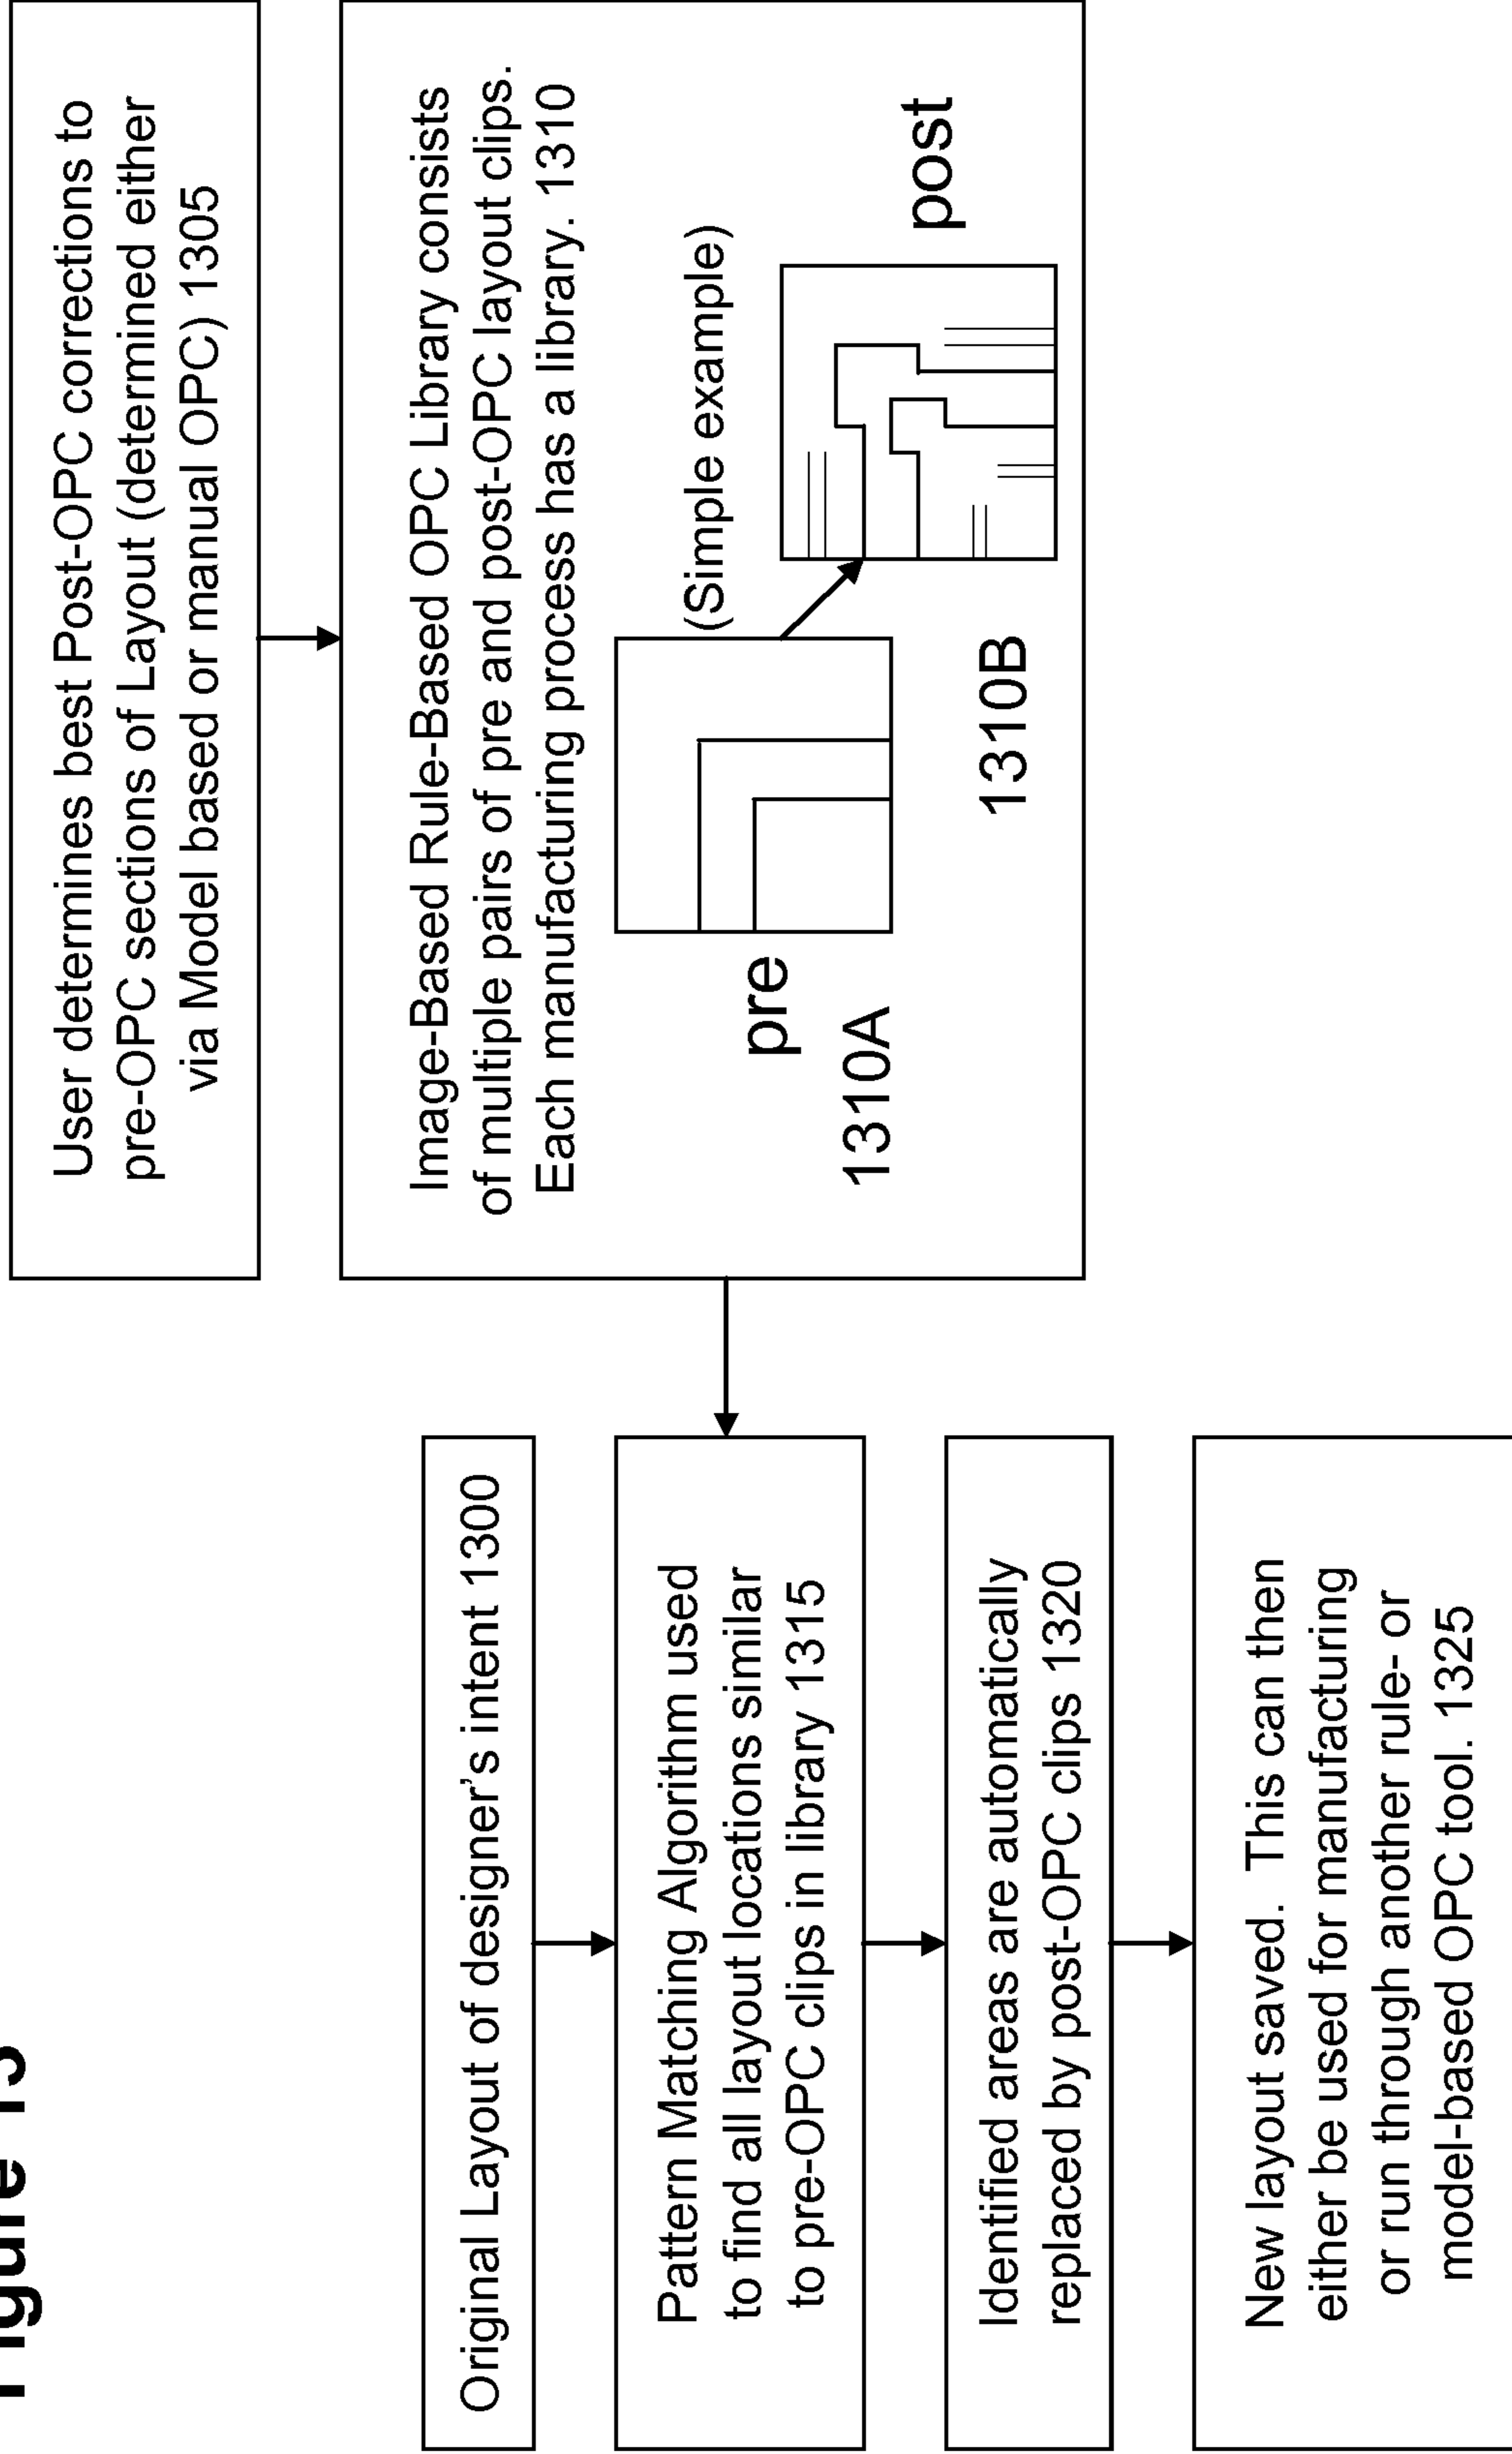 Figure 13
User determines best Post-OPC corrections to
pre-OPC sections of Layout (determined either
via Model based or manual OPC) 1305
Image-Based Rule-Based OPC Library consists
of multiple pairs of pre and post-OPC layout clips.
Each manufacturing process has a library. 1310
(Simple example)
pre
post
1310A
1310B
Original Layout of designer's intent 1300
Pattern Matching Algorithm used
to find all layout locations similar
to pre-OPC clips in library 1315
Identified areas are automatically
replaced by post-OPC clips 1320
New layout saved. This can then
either be used for manufacturing
or run through another rule- or
model-based OPC tool. 1325